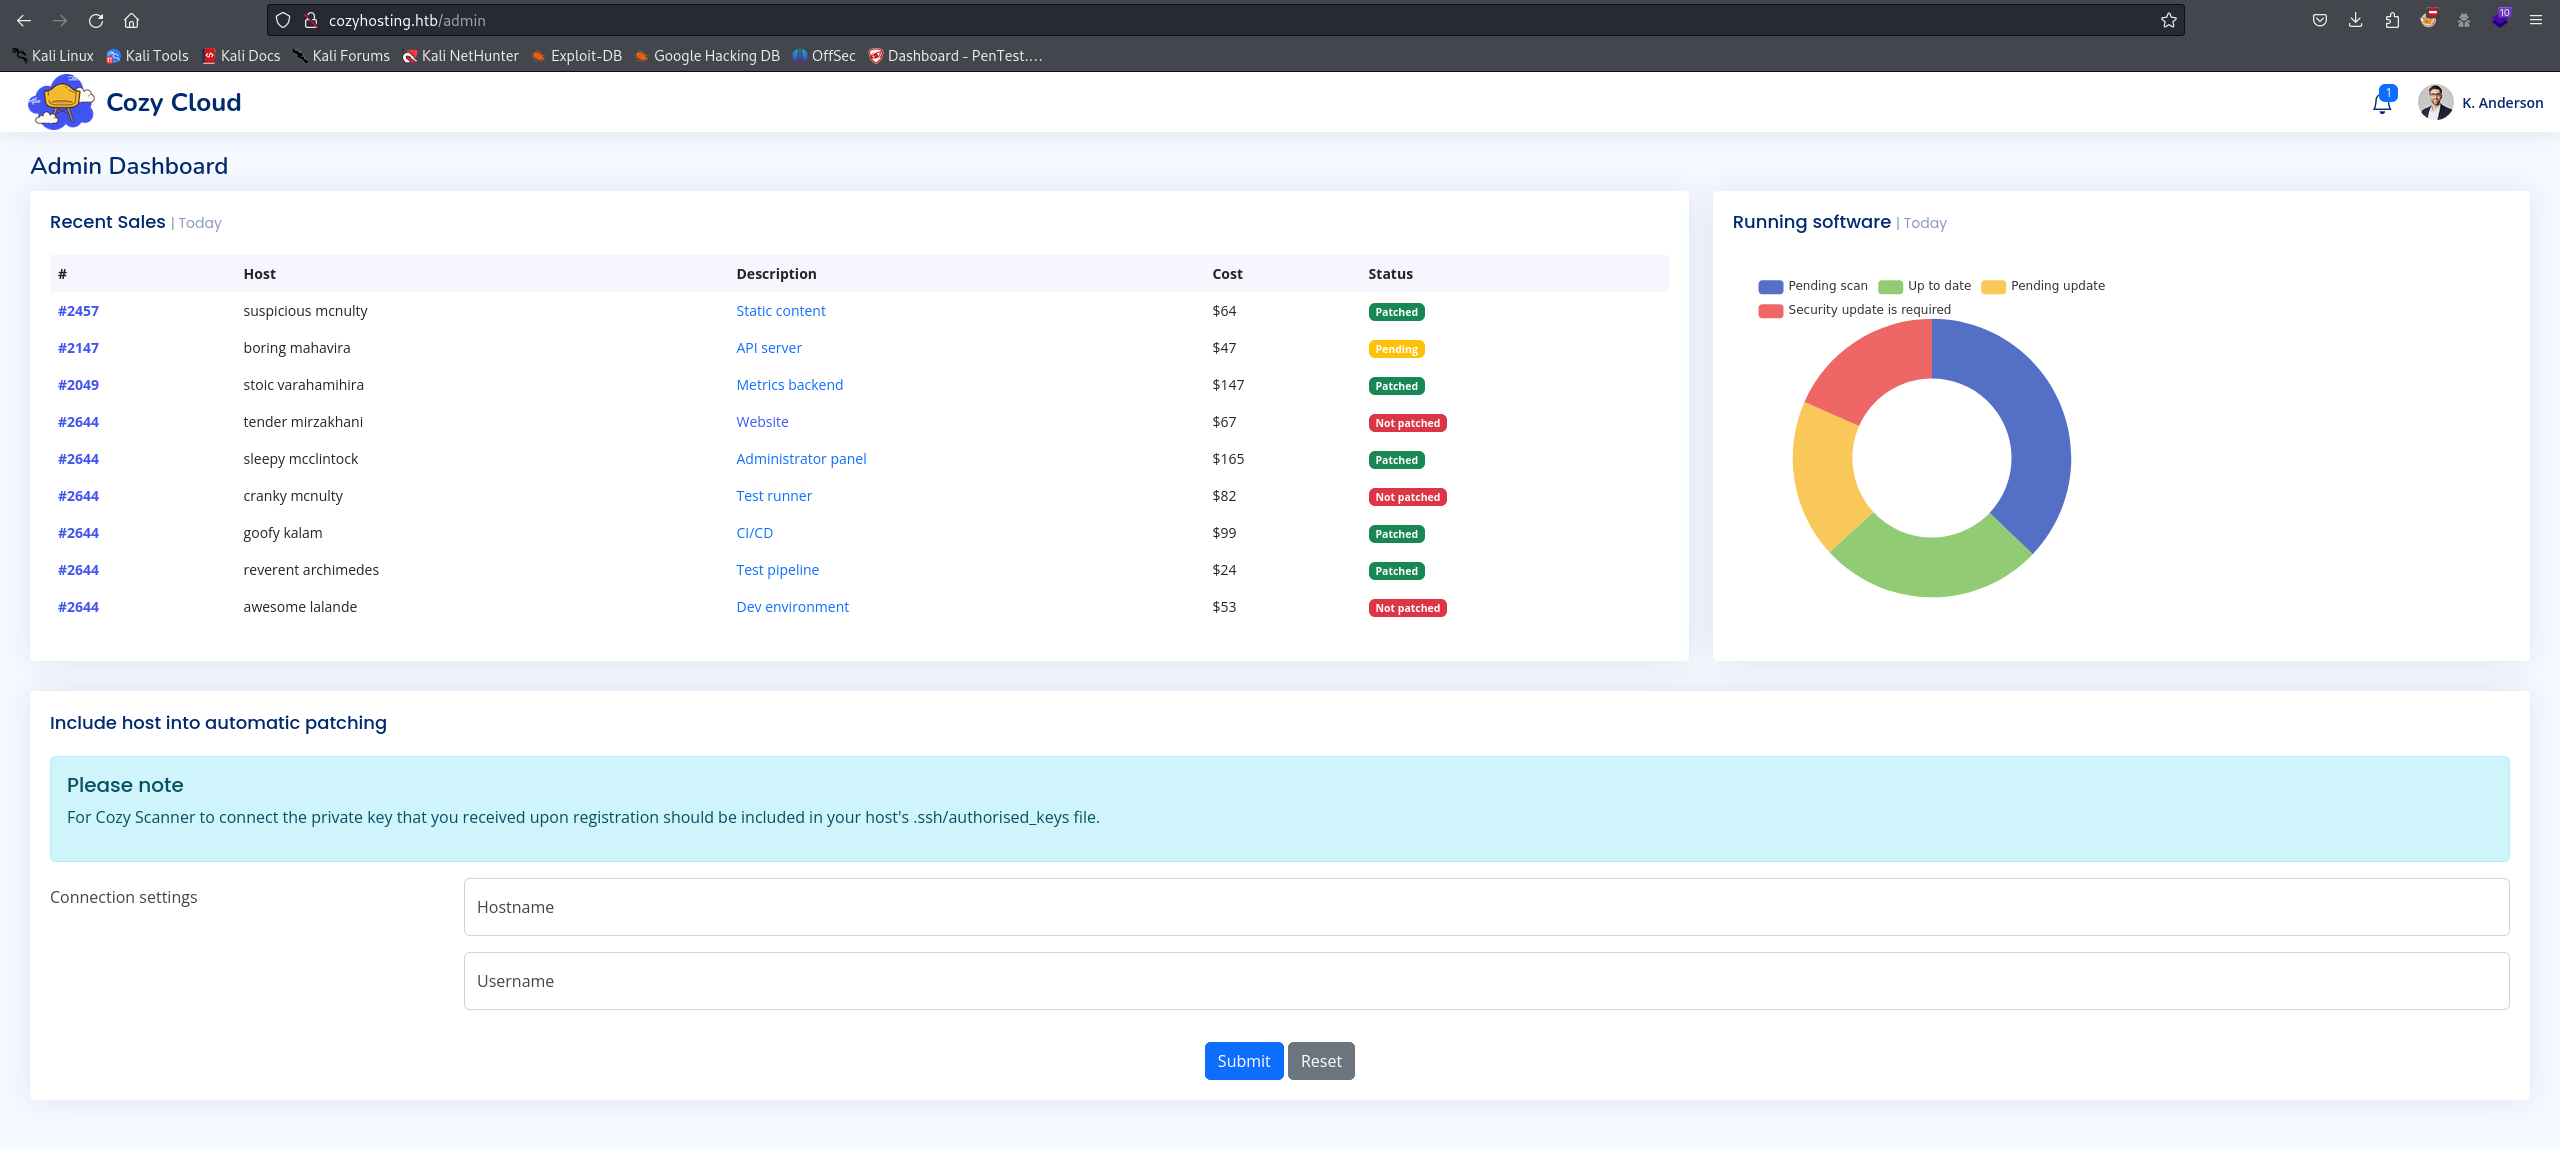 cozyhosting.htb/admin
10
Kali Linux Kali Tools Kali Docs Kali Forums Kali NetHunter Exploit-DB Google Hacking DB OffSec Dashboard - PenTest....
Cozy Cloud
1
K. Anderson
Admin Dashboard
Recent Sales | Today
# Host Description Cost Status
#2457 suspicious mcnulty Static content $64 Patched
#2147 boring mahavira API server $47 Pending
#2049 stoic varahamihira Metrics backend $147 Patched
#2644 tender mirzakhani Website $67 Not patched
#2644 sleepy mcclintock Administrator panel $165 Patched
#2644 cranky mcnulty Test runner $82 Not patched
#2644 goofy kalam CI/CD $99 Patched
#2644 reverent archimedes Test pipeline $24 Patched
#2644 awesome lalande Dev environment $53 Not patched
Running software | Today
Pending scan Up to date Pending update
Security update is required
Include host into automatic patching
Please note
For Cozy Scanner to connect the private key that you received upon registration should be included in your host's .ssh/authorised_keys file.
Connection settings
Hostname
Username
Submit Reset